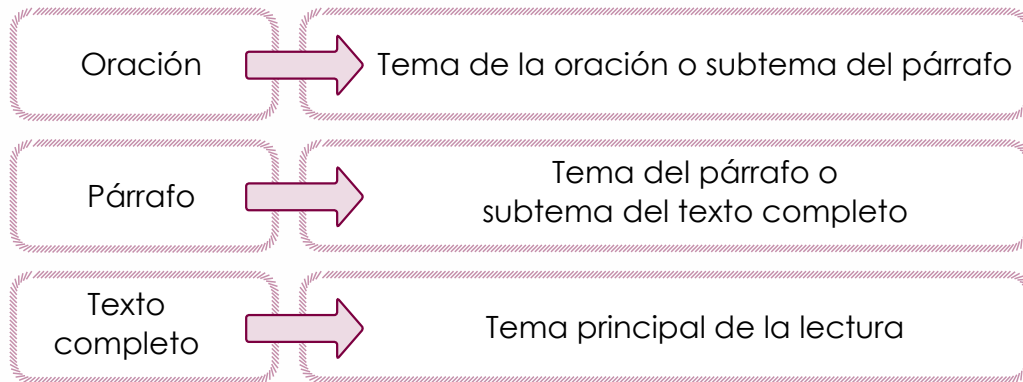 Oración
Tema de la oración o subtema del párrafo
Párrafo
Tema del párrafo o
subtema del texto completo
Texto
completo
Tema principal de la lectura